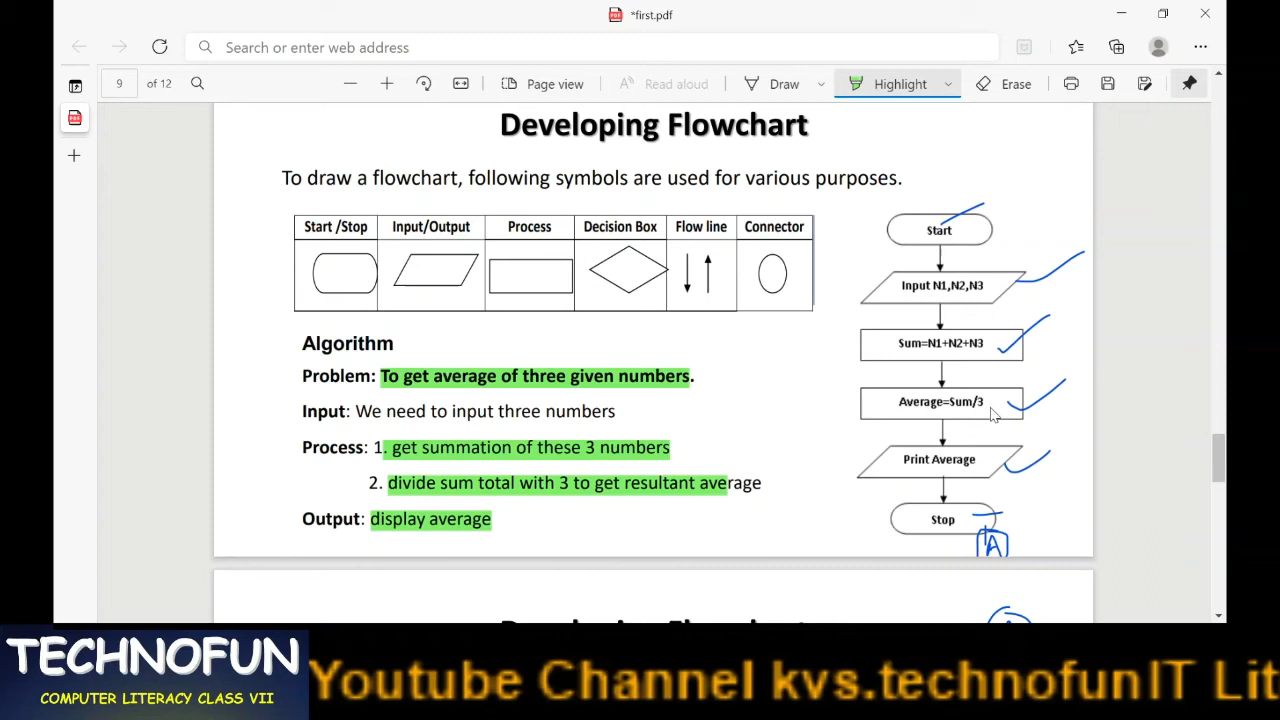 *first.pdf
Search or enter web address
9 of 12
Page view
Read aloud
Draw
Highlight
Erase
Developing Flowchart
To draw a flowchart, following symbols are used for various purposes.
Start /Stop Input/Output Process Decision Box Flow line Connector
Algorithm
Problem: To get average of three given numbers.
Input: We need to input three numbers
Process: 1. get summation of these 3 numbers
2. divide sum total with 3 to get resultant average
Output: display average
Start
Input N1,N2,N3
Sum=N1+N2+N3
Average=Sum/3
Print Average
Stop
A
TECHNOFUN
COMPUTER LITERACY CLASS VII
Youtube Channel kvs.technofunIT Lit